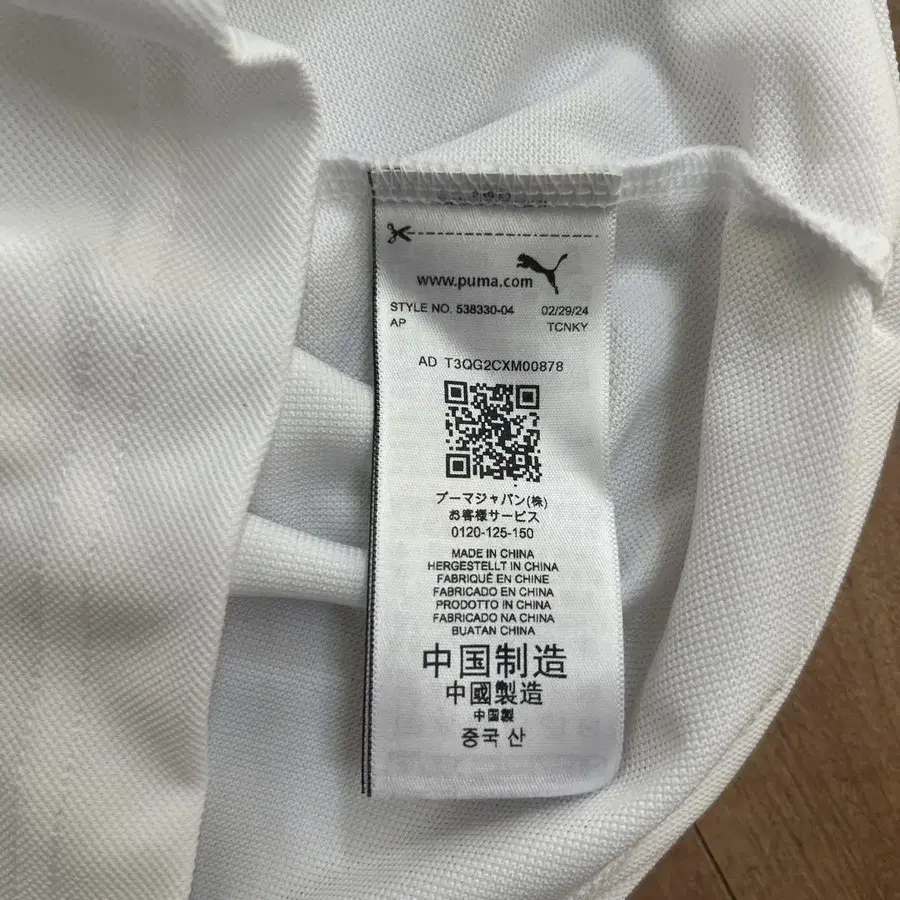 www.puma.com
STYLE NO. 538330-04 02/29/24
AP TCNKY
AD T3QG2CXM00878
プーマジャパン(株)
お客様サービス
0120-125-150
MADE IN CHINA
HERGESTELLT IN CHINA
FABRIQUÉ EN CHINE
FABRICADO EN CHINA
PRODOTTO IN CHINA
FABRICADO NA CHINA
BUATAN CHINA
中国制造
中國製造
中国製
중국 산